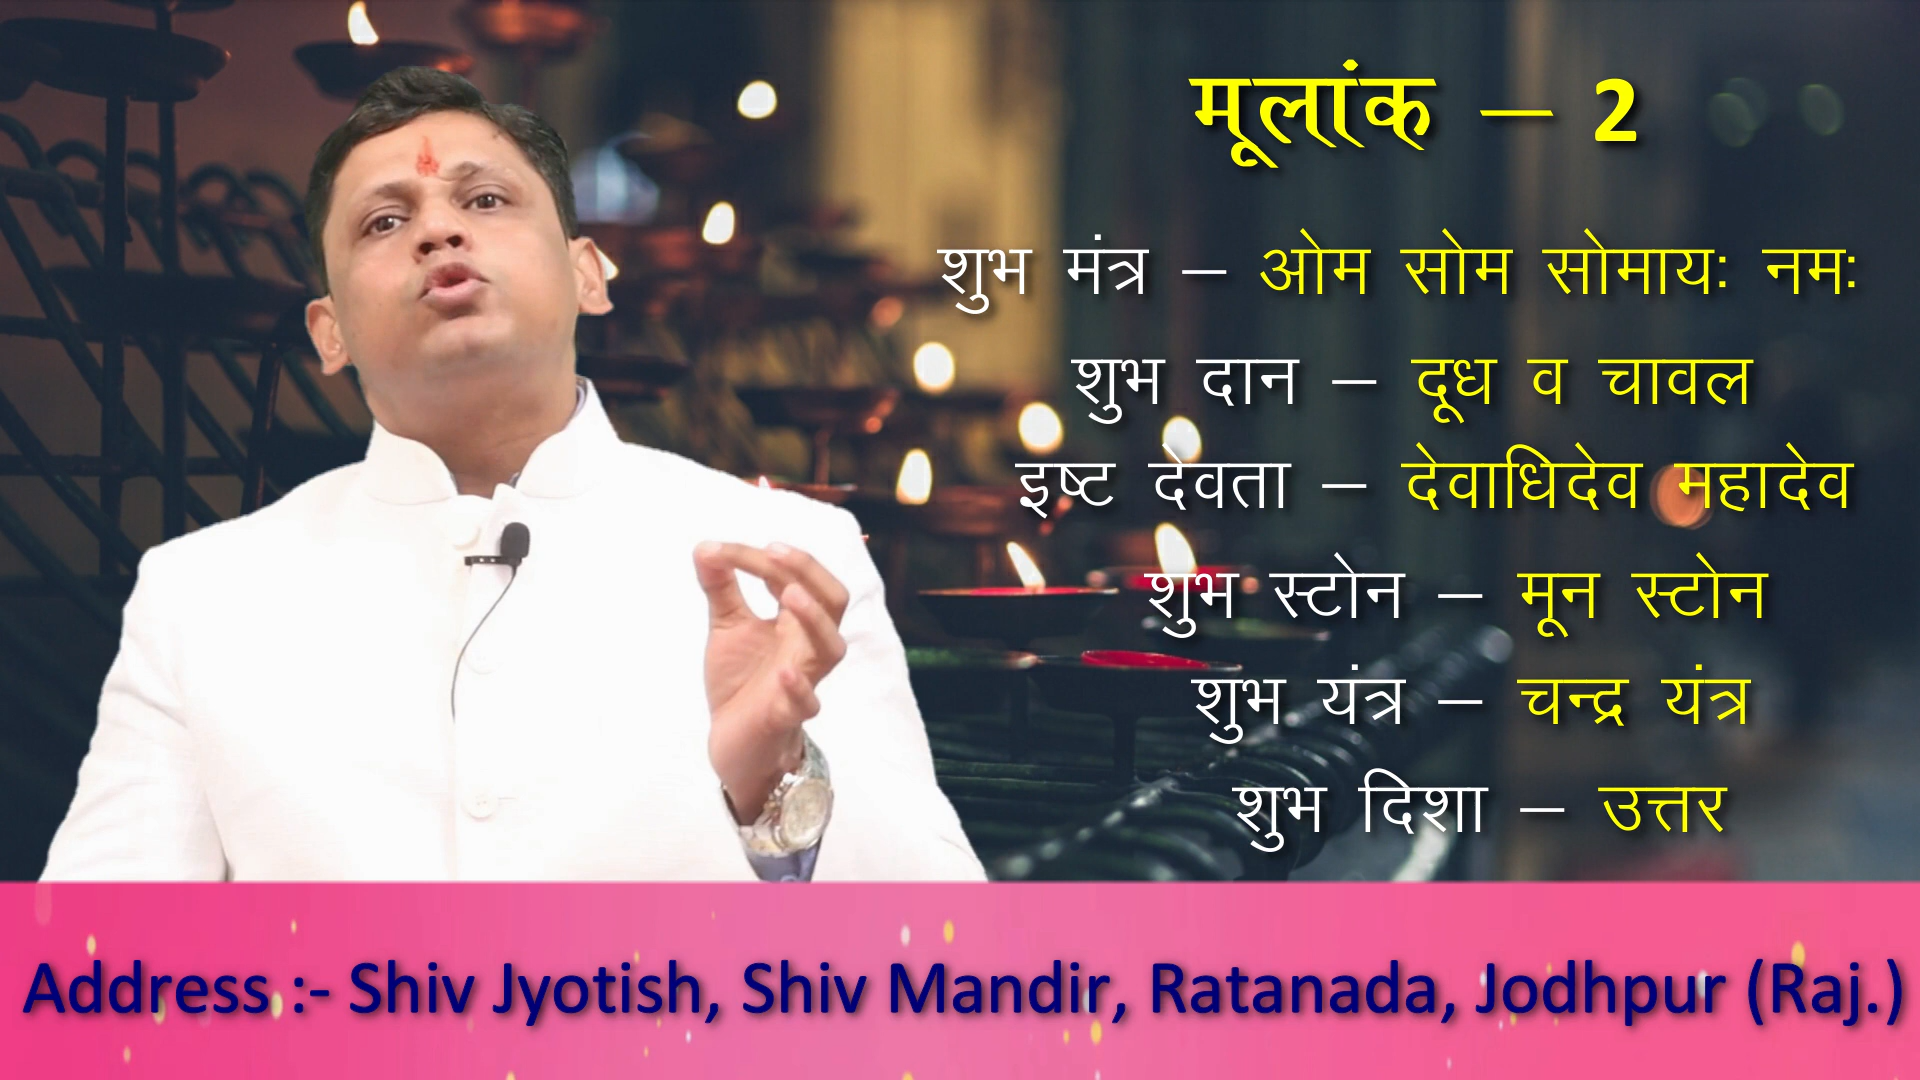 मूलांक – 2
शुभ मंत्र – ओम सोम सोमायः नमः
शुभ दान – दूध व चावल
इष्ट देवता – देवाधिदेव महादेव
शुभ स्टोन – मून स्टोन
शुभ यंत्र – चन्द्र यंत्र
शुभ दिशा – उत्तर
Address :- Shiv Jyotish, Shiv Mandir, Ratanada, Jodhpur (Raj.)